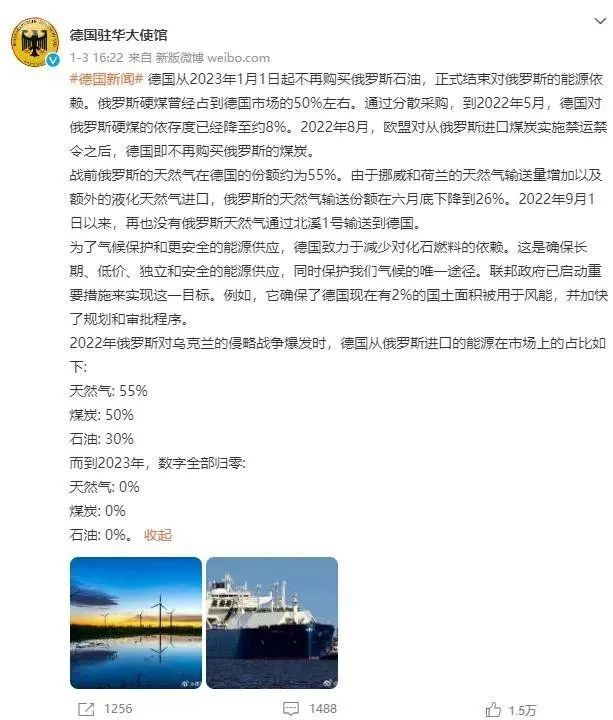 德国驻华大使馆
1-3 16:22 来自 新版微博 weibo.com
#德国新闻# 德国从2023年1月1日起不再购买俄罗斯石油，正式结束对俄罗斯的能源依
赖。俄罗斯硬煤曾经占到德国市场的50%左右。通过分散采购，到2022年5月，德国对
俄罗斯硬煤的依存度已经降至约8%。2022年8月，欧盟对从俄罗斯进口煤炭实施禁运禁
令之后，德国即不再购买俄罗斯的煤炭。
战前俄罗斯的天然气在德国的份额约为55%。由于挪威和荷兰的天然气输送量增加以及
额外的液化天然气进口，俄罗斯的天然气输送份额在六月底下降到26%。2022年9月1
日以来，再也没有俄罗斯天然气通过北溪1号输送到德国。
为了气候保护和更安全的能源供应，德国致力于减少对化石燃料的依赖。这是确保长
期、低价、独立和安全的能源供应，同时保护我们气候的唯一途径。联邦政府已启动重
要措施来实现这一目标。例如，它确保了德国现在有2%的国土面积被用于风能，并加快
了规划和审批程序。
2022年俄罗斯对乌克兰的侵略战争爆发时，德国从俄罗斯进口的能源在市场上的占比如
下:
天然气: 55%
煤炭: 50%
石油: 30%
而到2023年，数字全部归零:
天然气: 0%
煤炭: 0%
石油: 0%。 收起
1256
1488
1.5万